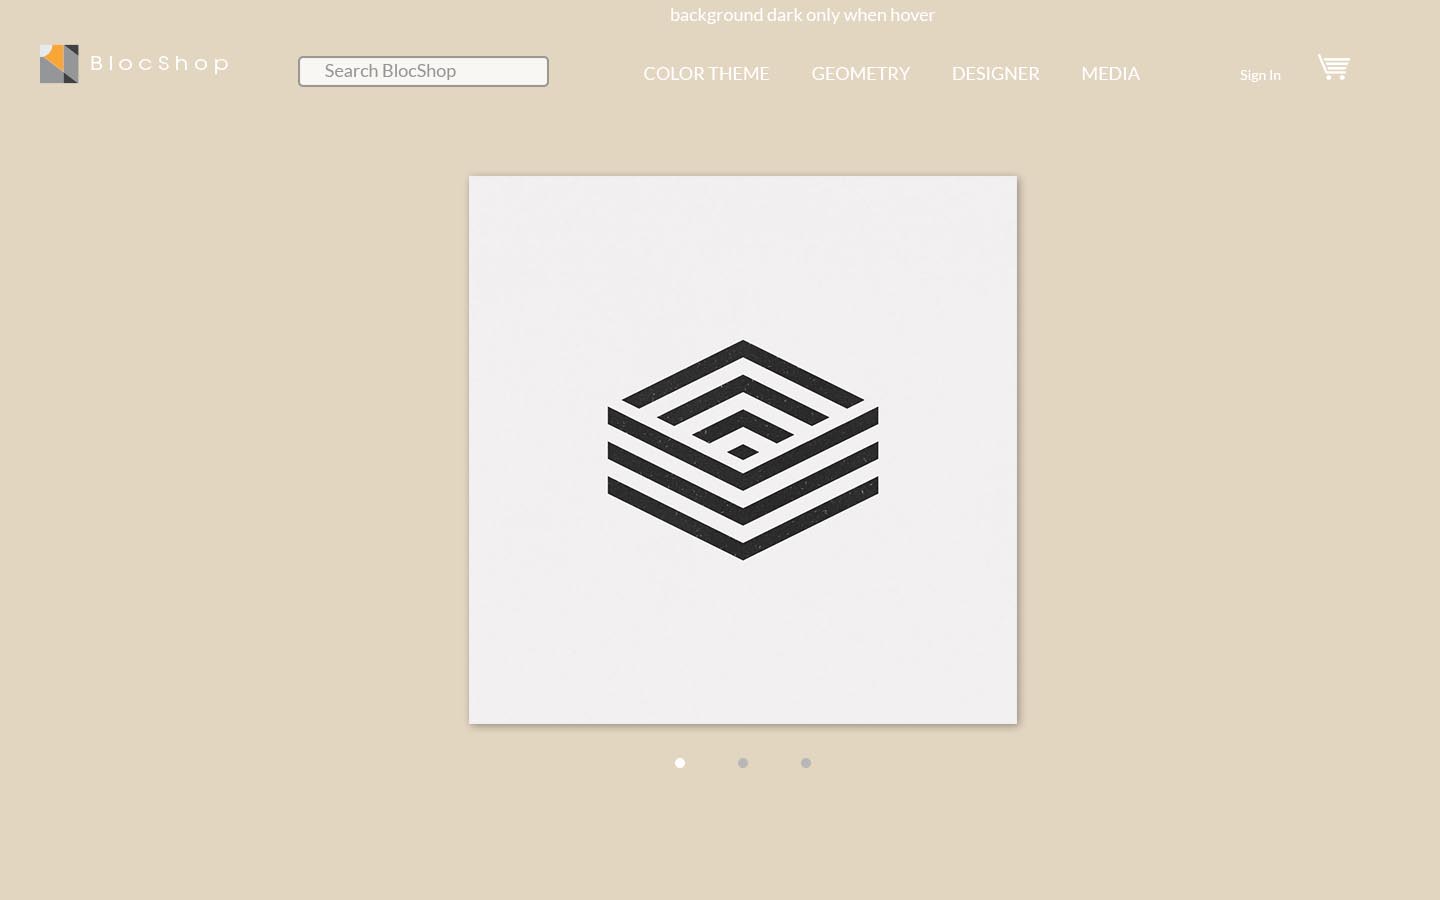 background dark only when hover
BlocShop
Search BlocShop
COLOR THEME GEOMETRY DESIGNER MEDIA
Sign In